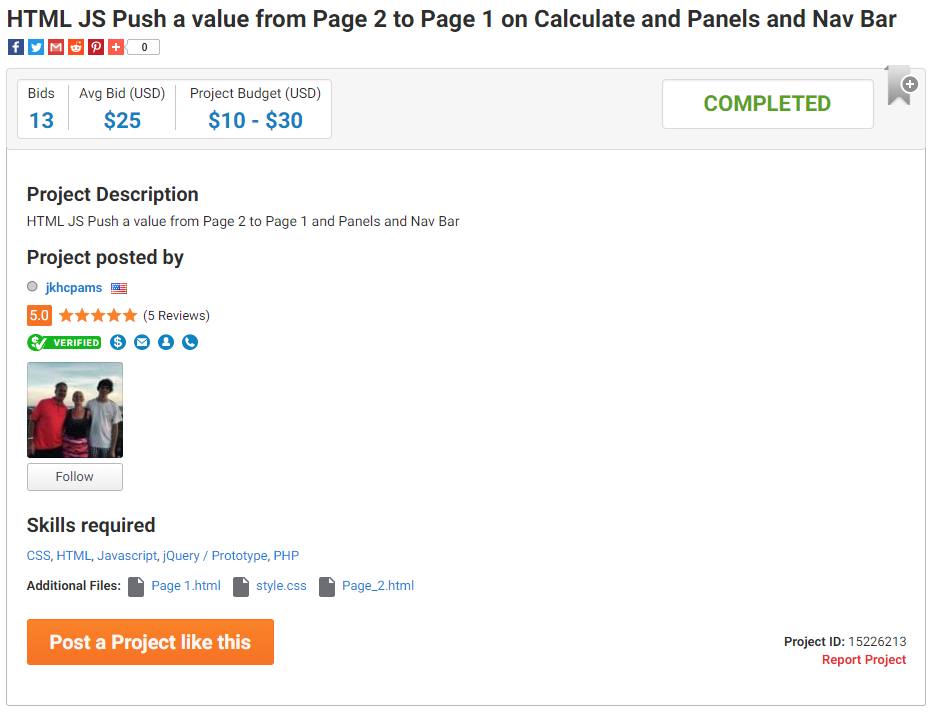 HTML JS Push a value from Page 2 to Page 1 on Calculate and Panels and Nav Bar
0
Bids Avg Bid (USD) Project Budget (USD)
13 $25 $10 - $30
COMPLETED
Project Description
HTML JS Push a value from Page 2 to Page 1 and Panels and Nav Bar
Project posted by
jkhcpams
5.0 (5 Reviews)
VERIFIED
Follow
Skills required
CSS, HTML, Javascript, jQuery / Prototype, PHP
Additional Files: Page 1.html style.css Page_2.html
Post a Project like this
Project ID: 15226213
Report Project